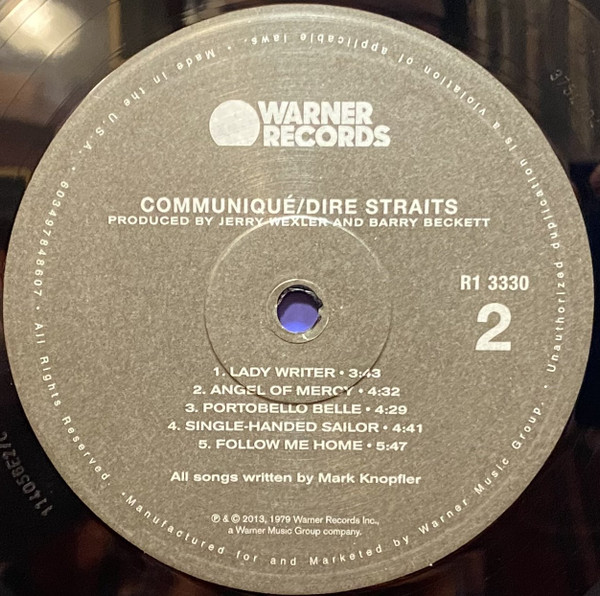 WARNER
RECORDS
COMMUNIQUÉ/DIRE STRAITS
PRODUCED BY JERRY WEXLER AND BARRY BECKETT
R1 3330
2
1. LADY WRITER • 3:43
2. ANGEL OF MERCY • 4:32
3. PORTOBELLO BELLE • 4:29
4. SINGLE-HANDED SAILOR • 4:41
5. FOLLOW ME HOME • 5:47
All songs written by Mark Knopfler
℗ & © 2013, 1979 Warner Records Inc.,
a Warner Music Group company.
• Manufactured for and Marketed by Warner Music Group. • Unauthorized duplication is a violation of applicable laws. • Made in the U.S.A. • 603497848607 • All Rights Reserved.